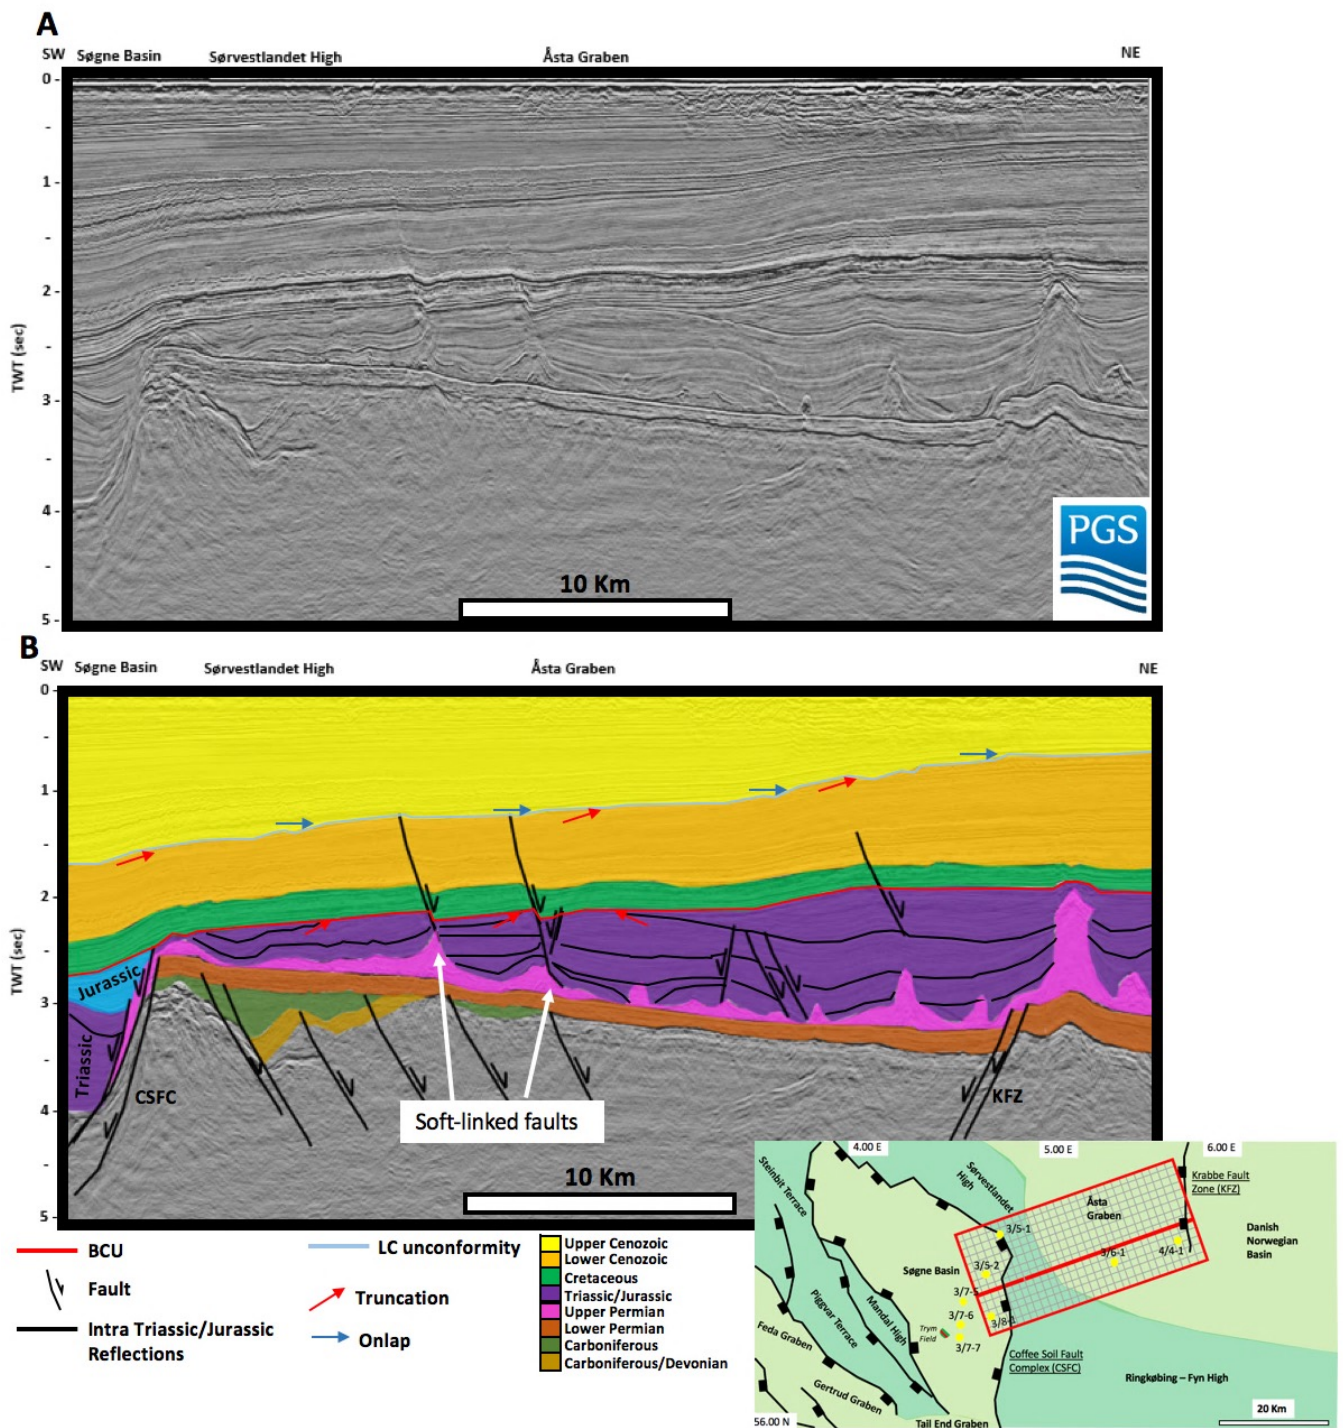 A
SW Søgne Basin Sørvestlandet High Åsta Graben NE
0
1
2
3
4
5
TWT (sec)
PGS
10 Km
B
SW Søgne Basin Sørvestlandet High Åsta Graben NE
0
1
2
3
4
5
TWT (sec)
Jurassic
Triassic
CSFC
KFZ
Soft-linked faults
10 Km
BCU
Fault
Intra Triassic/Jurassic
Reflections
LC unconformity
Truncation
Onlap
Upper Cenozoic
Lower Cenozoic
Cretaceous
Triassic/Jurassic
Upper Permian
Lower Permian
Carboniferous
Carboniferous/Devonian
4.00 E
5.00 E
6.00 E
Steinbit Terrace
Sørvestlandet
High
Åsta
Graben
Krabbe Fault
Zone (KFZ)
Danish
Norwegian
Basin
3/5-1
3/6-1
4/4-1
Søgne Basin
3/5-2
3/7-5
3/7-6
3/8-1
3/7-7
Trym
Field
Piggvar Terrace
Mandal High
Feda Graben
Gertrud Graben
Coffee Soil Fault
Complex (CSFC)
Ringkøbing – Fyn High
Tail End Graben
56.00 N
20 Km